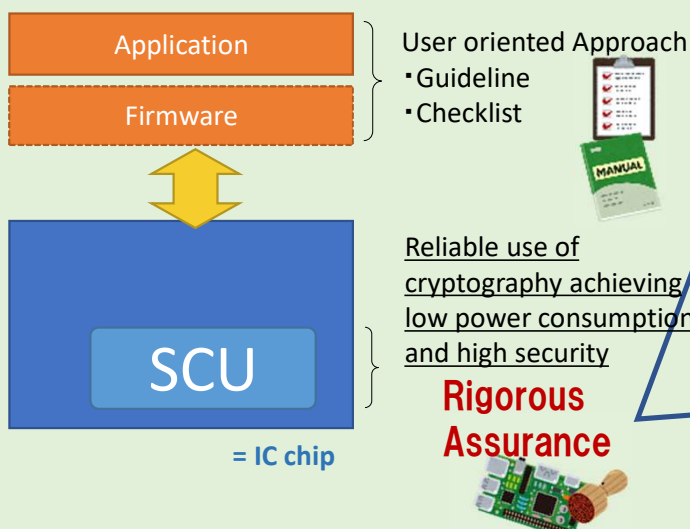 Application
Firmware
User oriented Approach
・Guideline
・Checklist
MANUAL
Reliable use of
cryptography achieving
low power consumption
and high security
SCU
Rigorous
Assurance
= IC chip